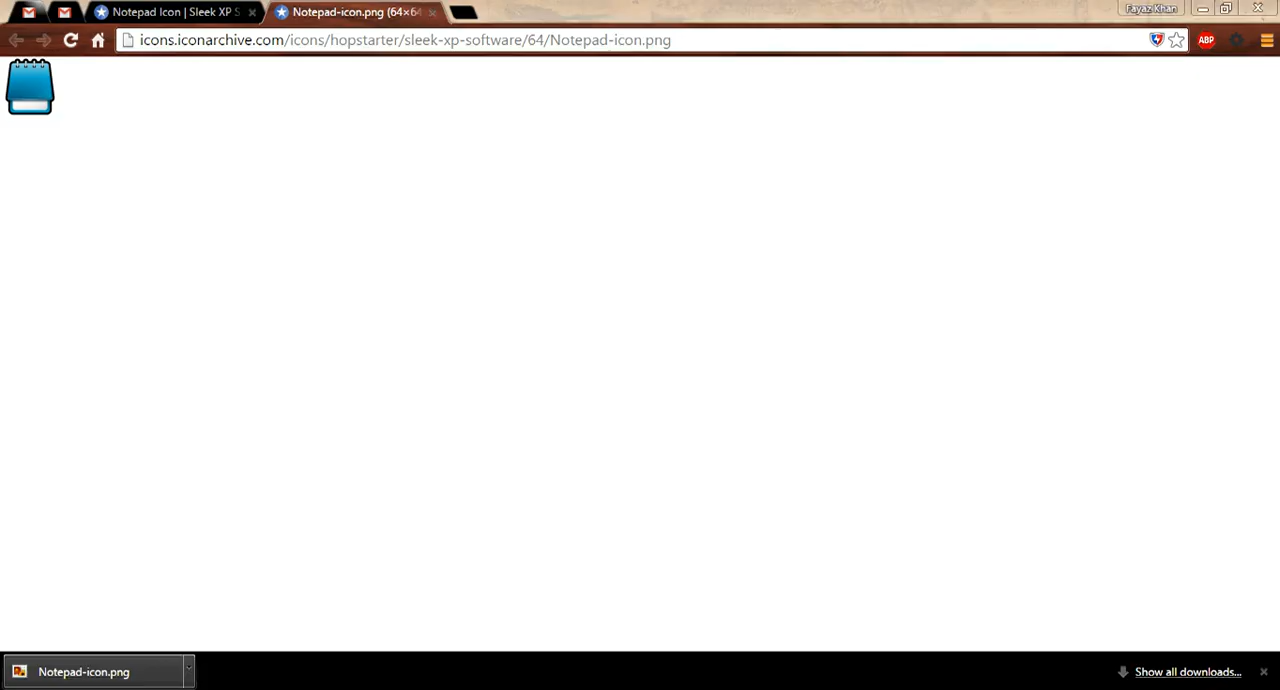 Notepad Icon | Sleek XP S
Notepad-icon.png (64×64
Fayaz Khan
icons.iconarchive.com/icons/hopstarter/sleek-xp-software/64/Notepad-icon.png
ABP
Notepad-icon.png
Show all downloads...